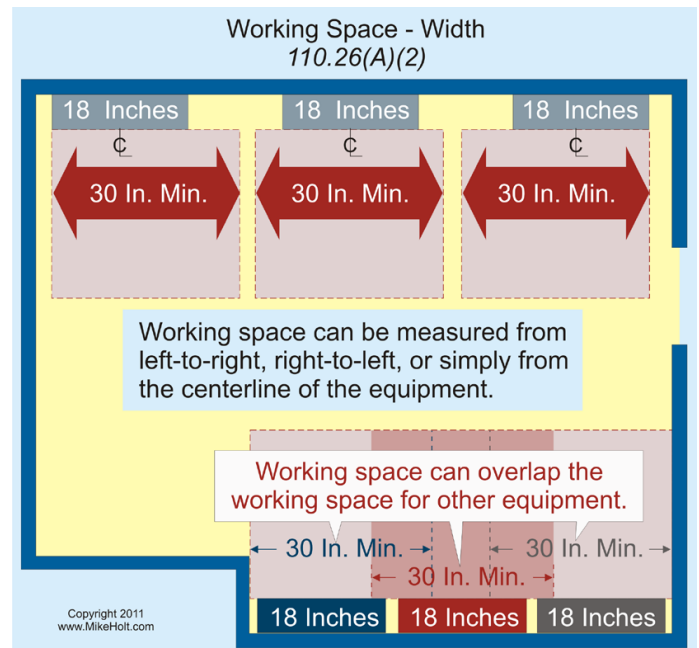 Working Space - Width
110.26(A)(2)
18 Inches
18 Inches
18 Inches
℄
℄
℄
30 In. Min.
30 In. Min.
30 In. Min.
Working space can be measured from
left-to-right, right-to-left, or simply from
the centerline of the equipment.
Working space can overlap the
working space for other equipment.
30 In. Min.
30 In. Min.
30 In. Min.
18 Inches
18 Inches
18 Inches
Copyright 2011
www.MikeHolt.com